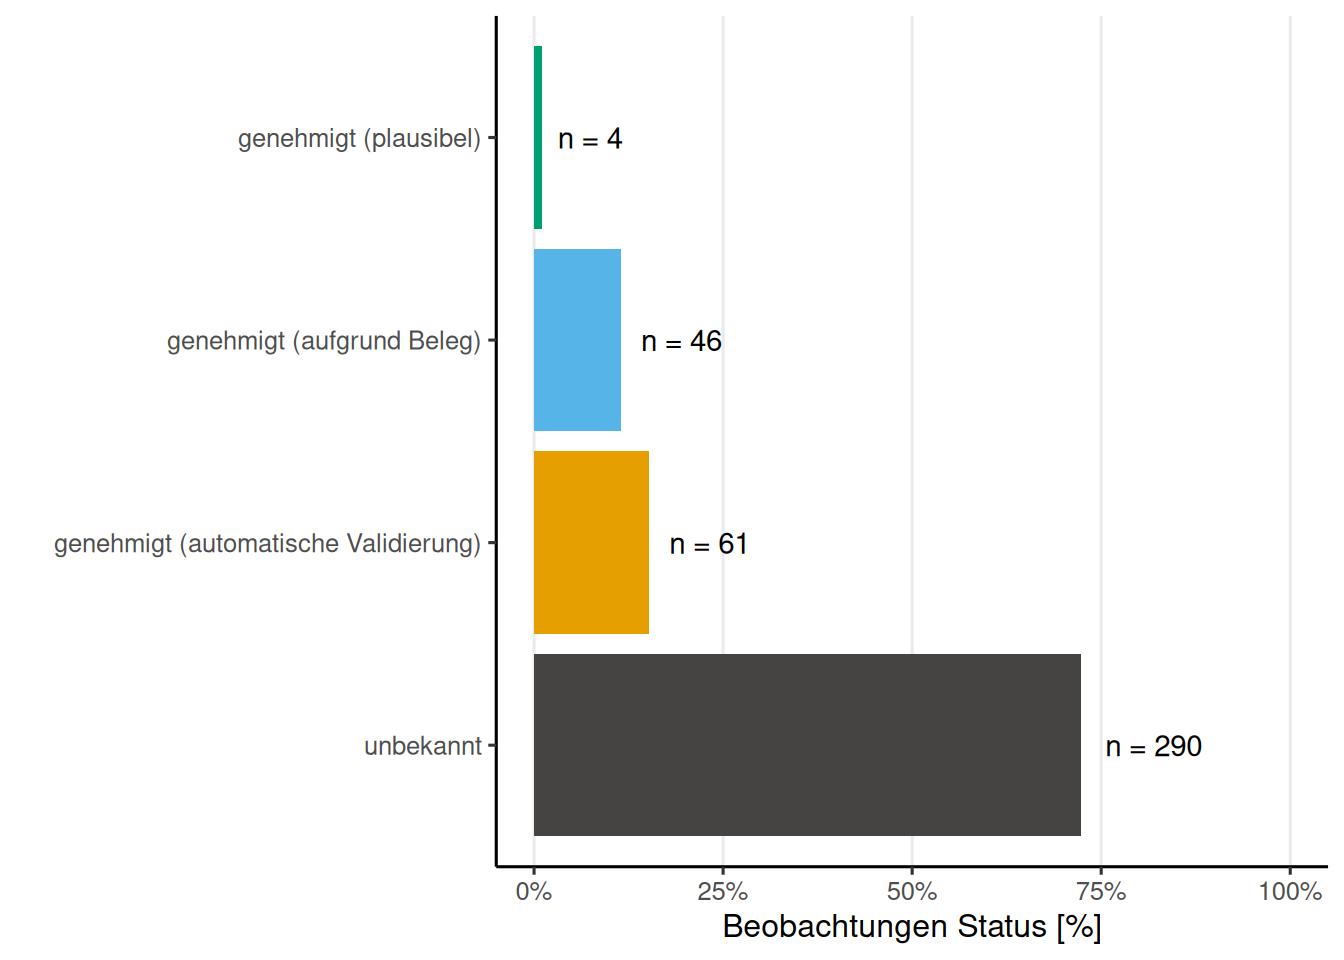 genehmigt (plausibel)
n = 4
genehmigt (aufgrund Beleg)
n = 46
genehmigt (automatische Validierung)
n = 61
unbekannt
n = 290
0%
25%
50%
75%
100%
Beobachtungen Status [%]